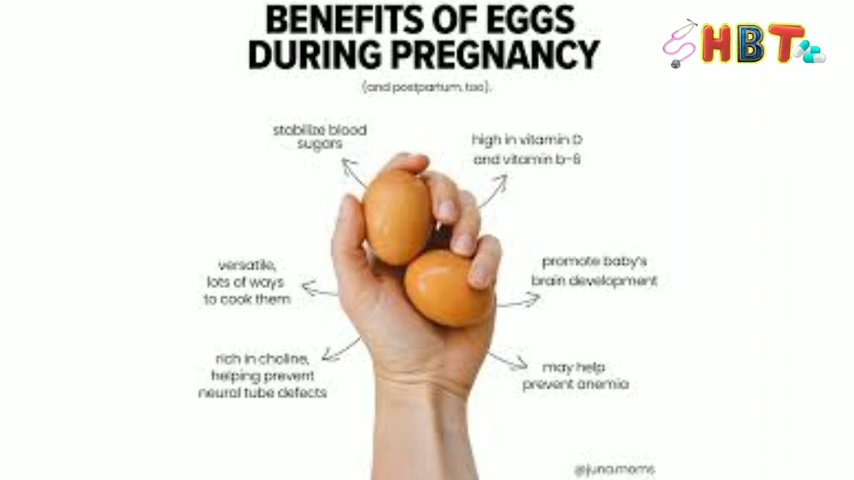 BENEFITS OF EGGS
DURING PREGNANCY
(and postpartum, too).
HBT
stabilize blood
sugars
high in vitamin D
and vitamin b-6
versatile,
lots of ways
to cook them
promote baby's
brain development
rich in choline,
helping prevent
neural tube defects
may help
prevent anemia
@juna.moms